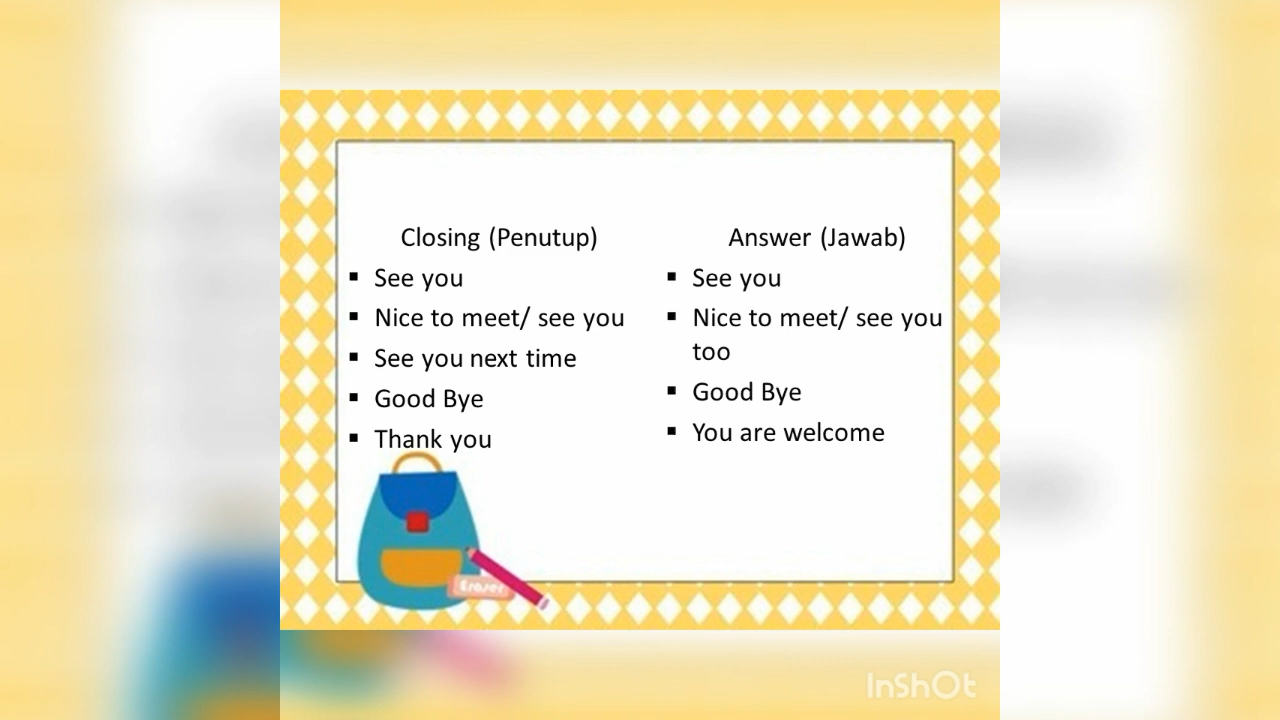 Closing (Penutup)
See you
Nice to meet/ see you
See you next time
Good Bye
Thank you
Answer (Jawab)
See you
Nice to meet/ see you
too
Good Bye
You are welcome
Eraser
InShOt